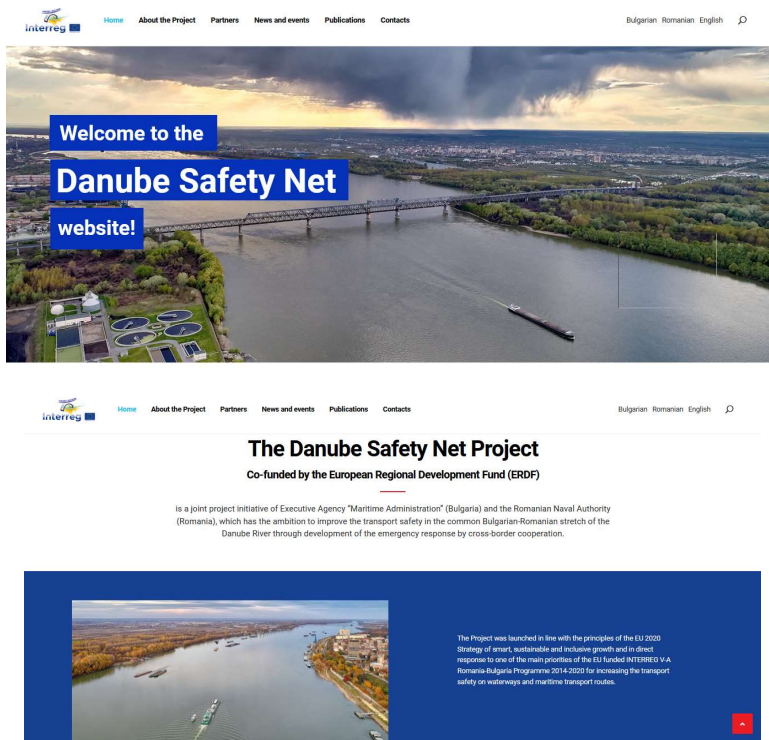 Interreg
Home About the Project Partners News and events Publications Contacts
Bulgarian Romanian English
Welcome to the
Danube Safety Net
website!
Interreg
Home About the Project Partners News and events Publications Contacts
Bulgarian Romanian English
The Danube Safety Net Project
Co-funded by the European Regional Development Fund (ERDF)
is a joint project initiative of Executive Agency "Maritime Administration" (Bulgaria) and the Romanian Naval Authority
(Romania), which has the ambition to improve the transport safety in the common Bulgarian-Romanian stretch of the
Danube River through development of the emergency response by cross-border cooperation.
The Project was launched in line with the principles of the EU 2020
Strategy of smart, sustainable and inclusive growth and in direct
response to one of the main priorities of the EU funded INTERREG V-A
Romania-Bulgaria Programme 2014-2020 for increasing the transport
safety on waterways and maritime transport routes.